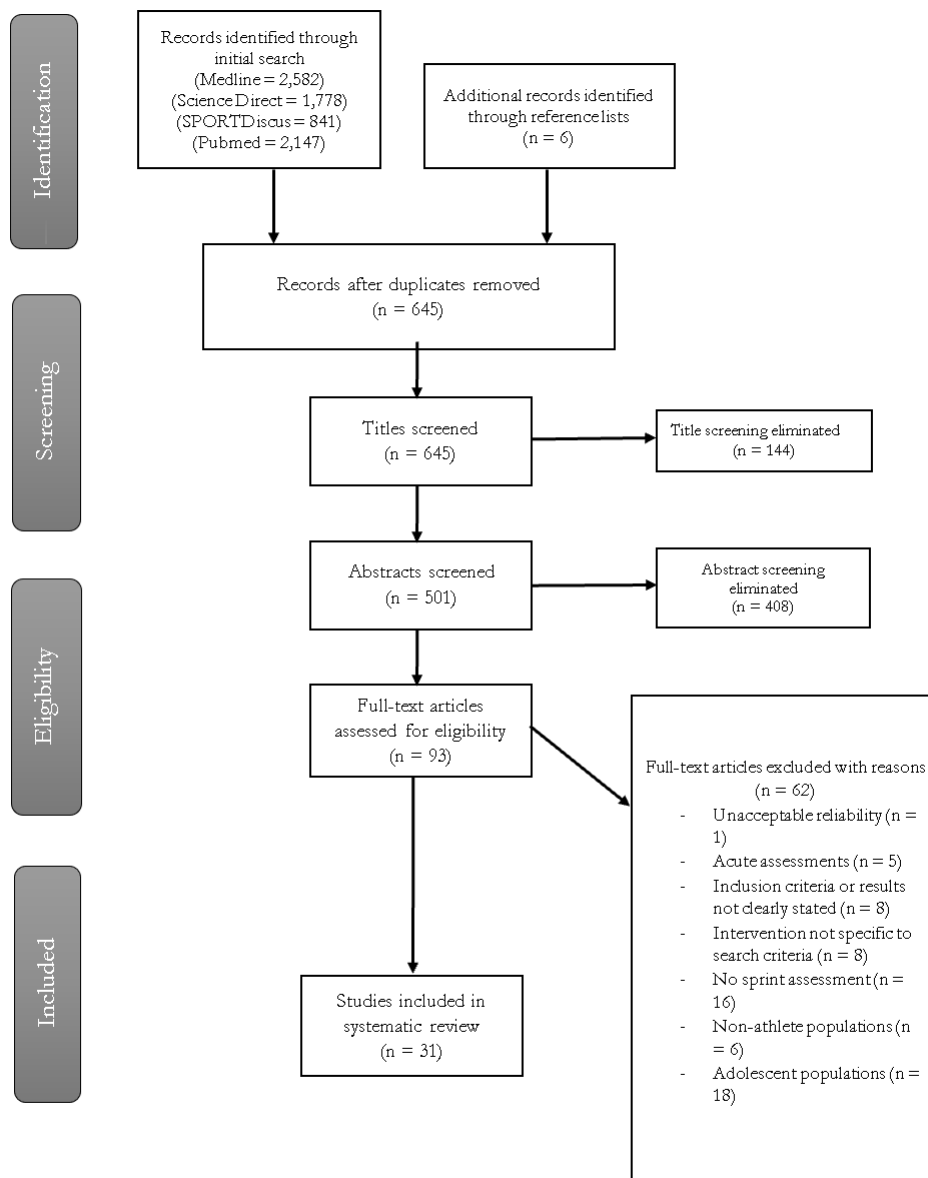 Identification
Records identified through
initial search
(Medline = 2,582)
(ScienceDirect = 1,778)
(SPORTDiscus = 841)
(Pubmed = 2,147)
Additional records identified
through reference lists
(n = 6)
Records after duplicates removed
(n = 645)
Screening
Titles screened
(n = 645)
Title screening eliminated
(n = 144)
Abstracts screened
(n = 501)
Abstract screening
eliminated
(n = 408)
Eligibility
Full-text articles
assessed for eligibility
(n = 93)
Full-text articles excluded with reasons
(n = 62)
- Unacceptable reliability (n =
1)
- Acute assessments (n = 5)
- Inclusion criteria or results
not clearly stated (n = 8)
- Intervention not specific to
search criteria (n = 8)
- No sprint assessment (n =
16)
- Non-athlete populations (n
= 6)
- Adolescent populations (n =
18)
Included
Studies included in
systematic review
(n = 31)